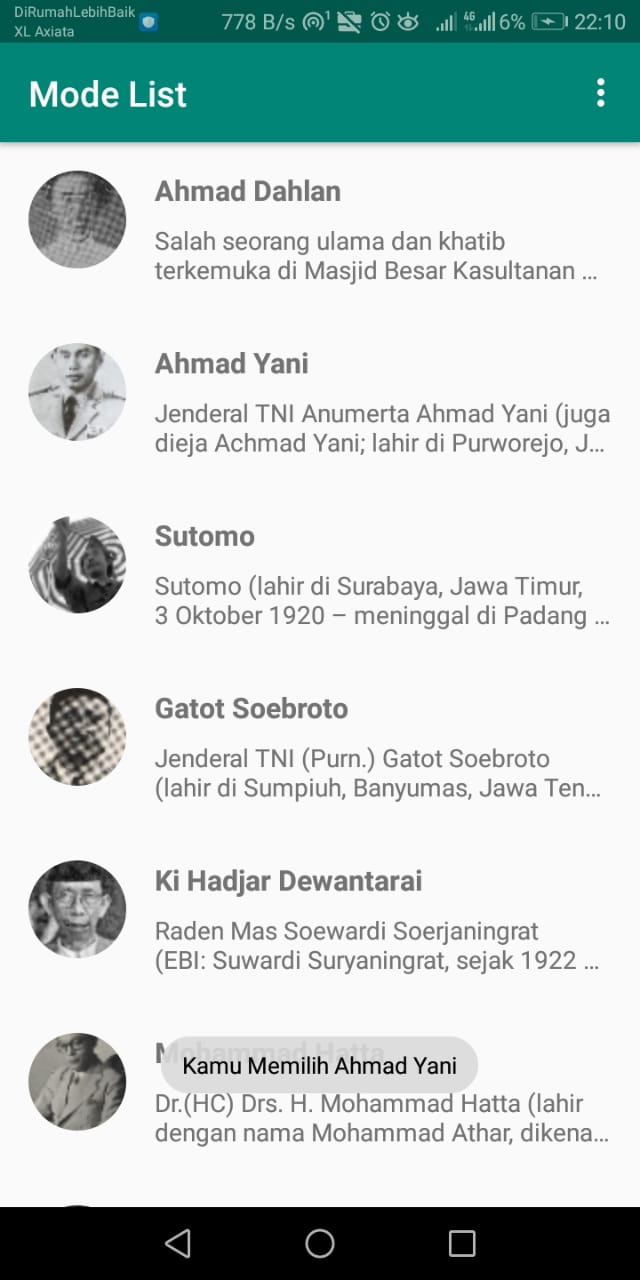 DiRumahLebihBaik
XL Axiata
778 B/s
1
4G
6%
22:10
Mode List
Ahmad Dahlan
Salah seorang ulama dan khatib
terkemuka di Masjid Besar Kasultanan ...
Ahmad Yani
Jenderal TNI Anumerta Ahmad Yani (juga
dieja Achmad Yani; lahir di Purworejo, J...
Sutomo
Sutomo (lahir di Surabaya, Jawa Timur,
3 Oktober 1920 – meninggal di Padang ...
Gatot Soebroto
Jenderal TNI (Purn.) Gatot Soebroto
(lahir di Sumpiuh, Banyumas, Jawa Ten...
Ki Hadjar Dewantarai
Raden Mas Soewardi Soerjaningrat
(EBI: Suwardi Suryaningrat, sejak 1922 ...
Mohammad Hatta
Kamu Memilih Ahmad Yani
Dr.(HC) Drs. H. Mohammad Hatta (lahir
dengan nama Mohammad Athar, dikena...